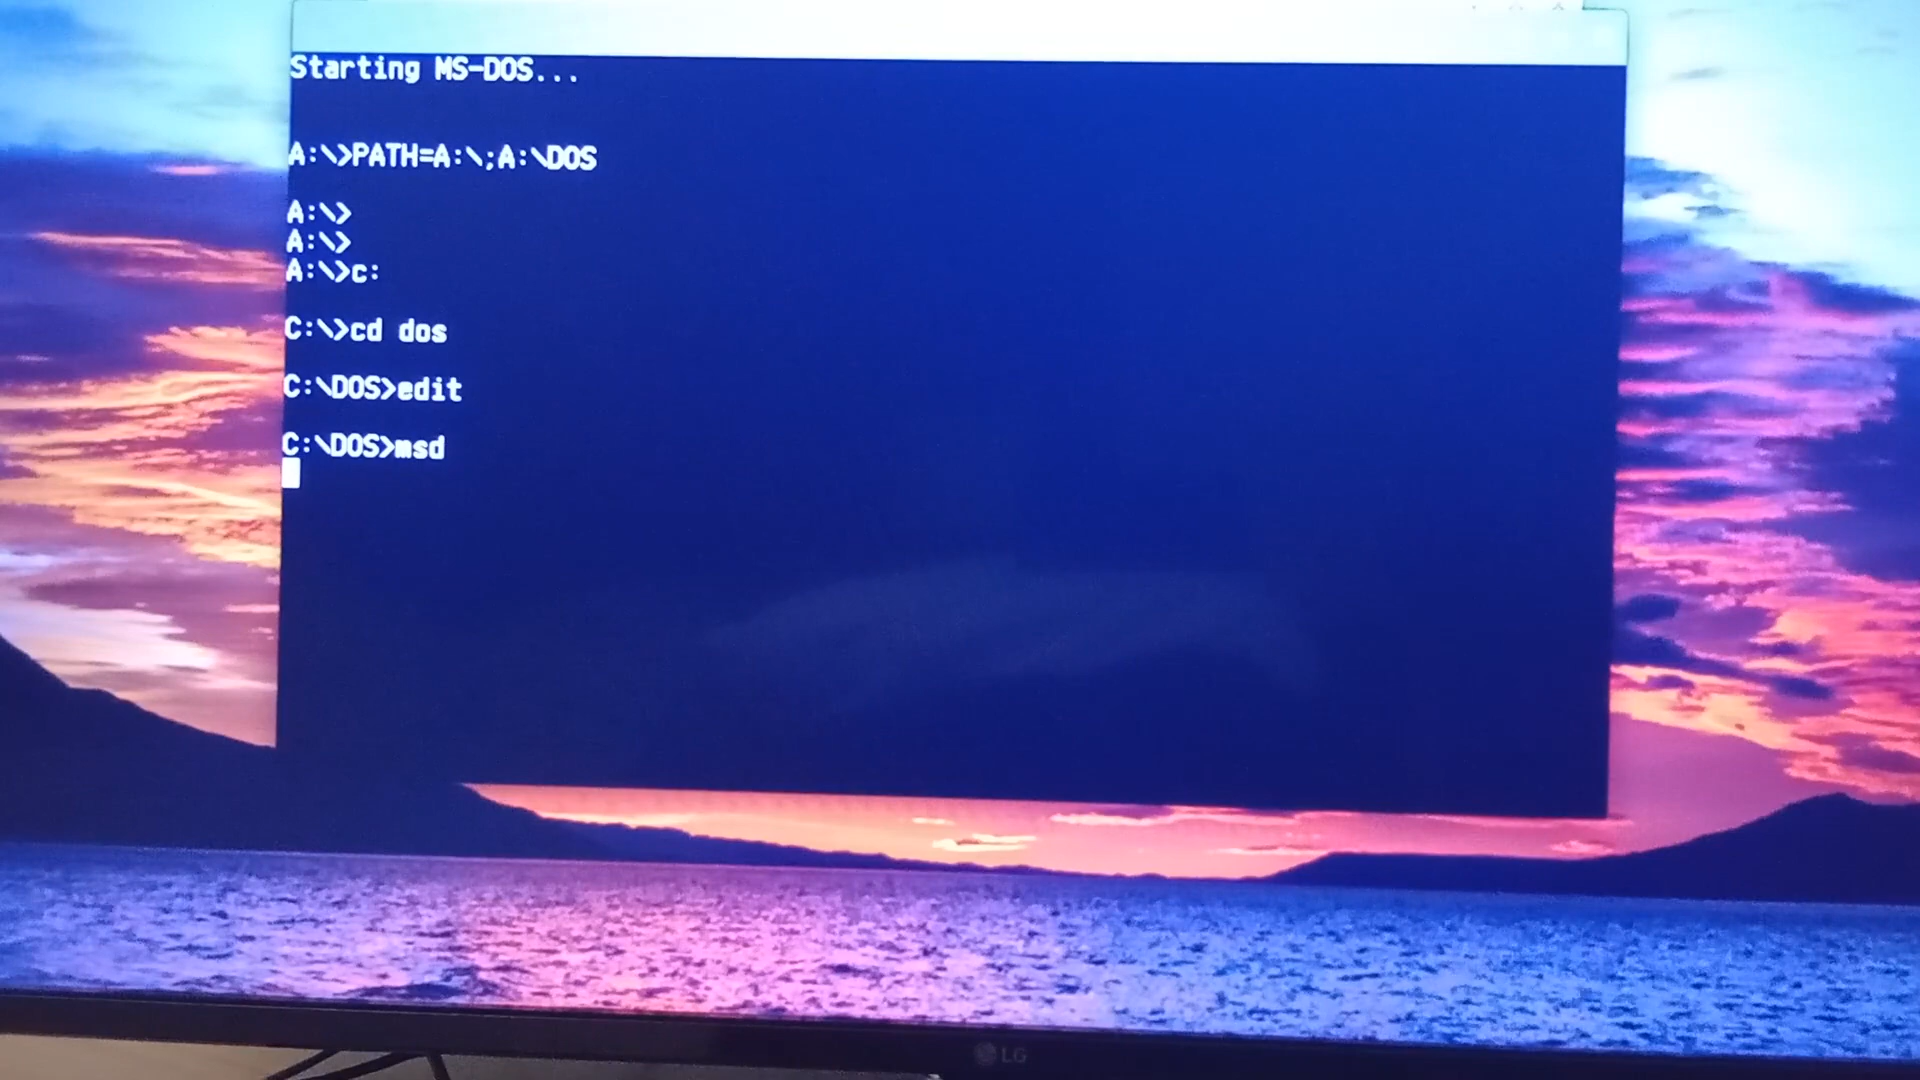 Starting MS-DOS...
A:\>PATH=A:\;A:\DOS
A:\>
A:\>
A:\>c:
C:\>cd dos
C:\DOS>edit
C:\DOS>msd
LG